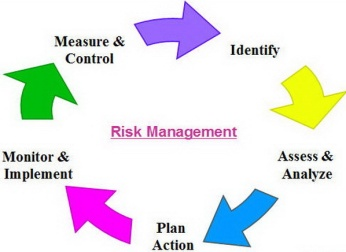 Measure &
Control
Identify
Risk Management
Monitor &
Implement
Assess &
Analyze
Plan
Action